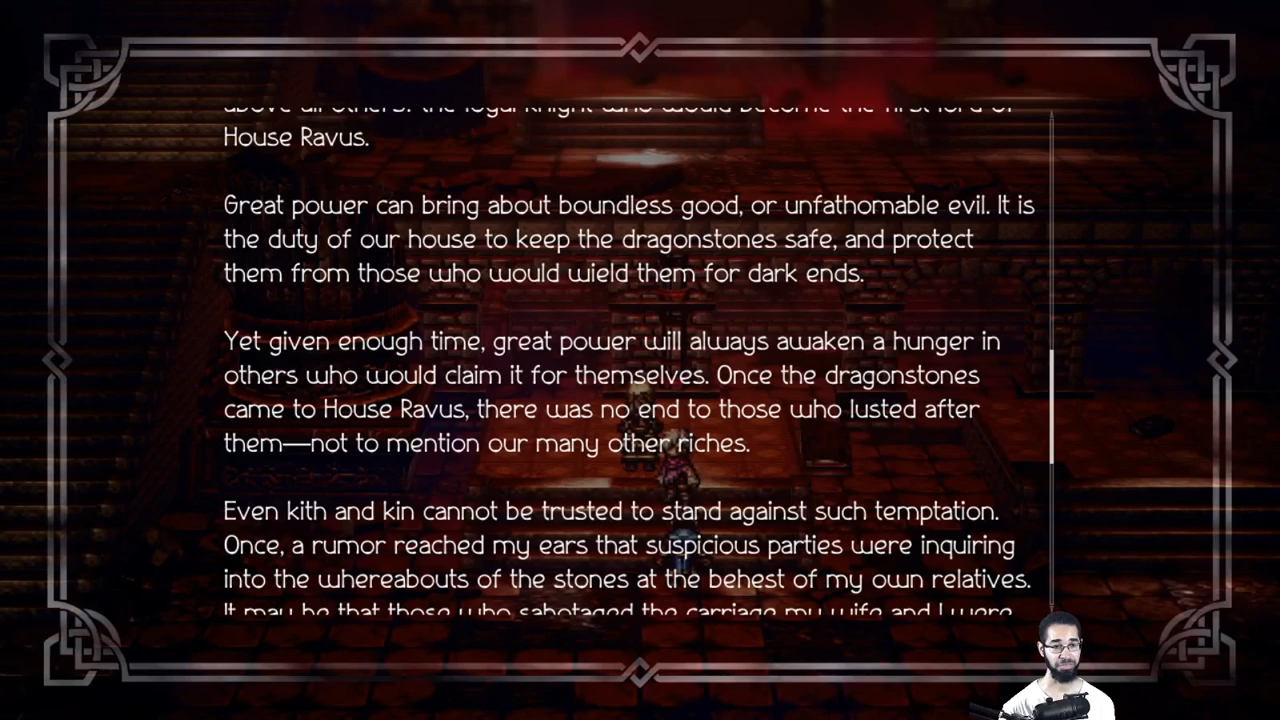 above all others: the loyal knight who would become the first lord of
House Ravus.
Great power can bring about boundless good, or unfathomable evil. It is
the duty of our house to keep the dragonstones safe, and protect
them from those who would wield them for dark ends.
Yet given enough time, great power will always awaken a hunger in
others who would claim it for themselves. Once the dragonstones
came to House Ravus, there was no end to those who lusted after
them—not to mention our many other riches.
Even kith and kin cannot be trusted to stand against such temptation.
Once, a rumor reached my ears that suspicious parties were inquiring
into the whereabouts of the stones at the behest of my own relatives.
It may be that those who sabotaged the carriage my wife and I were